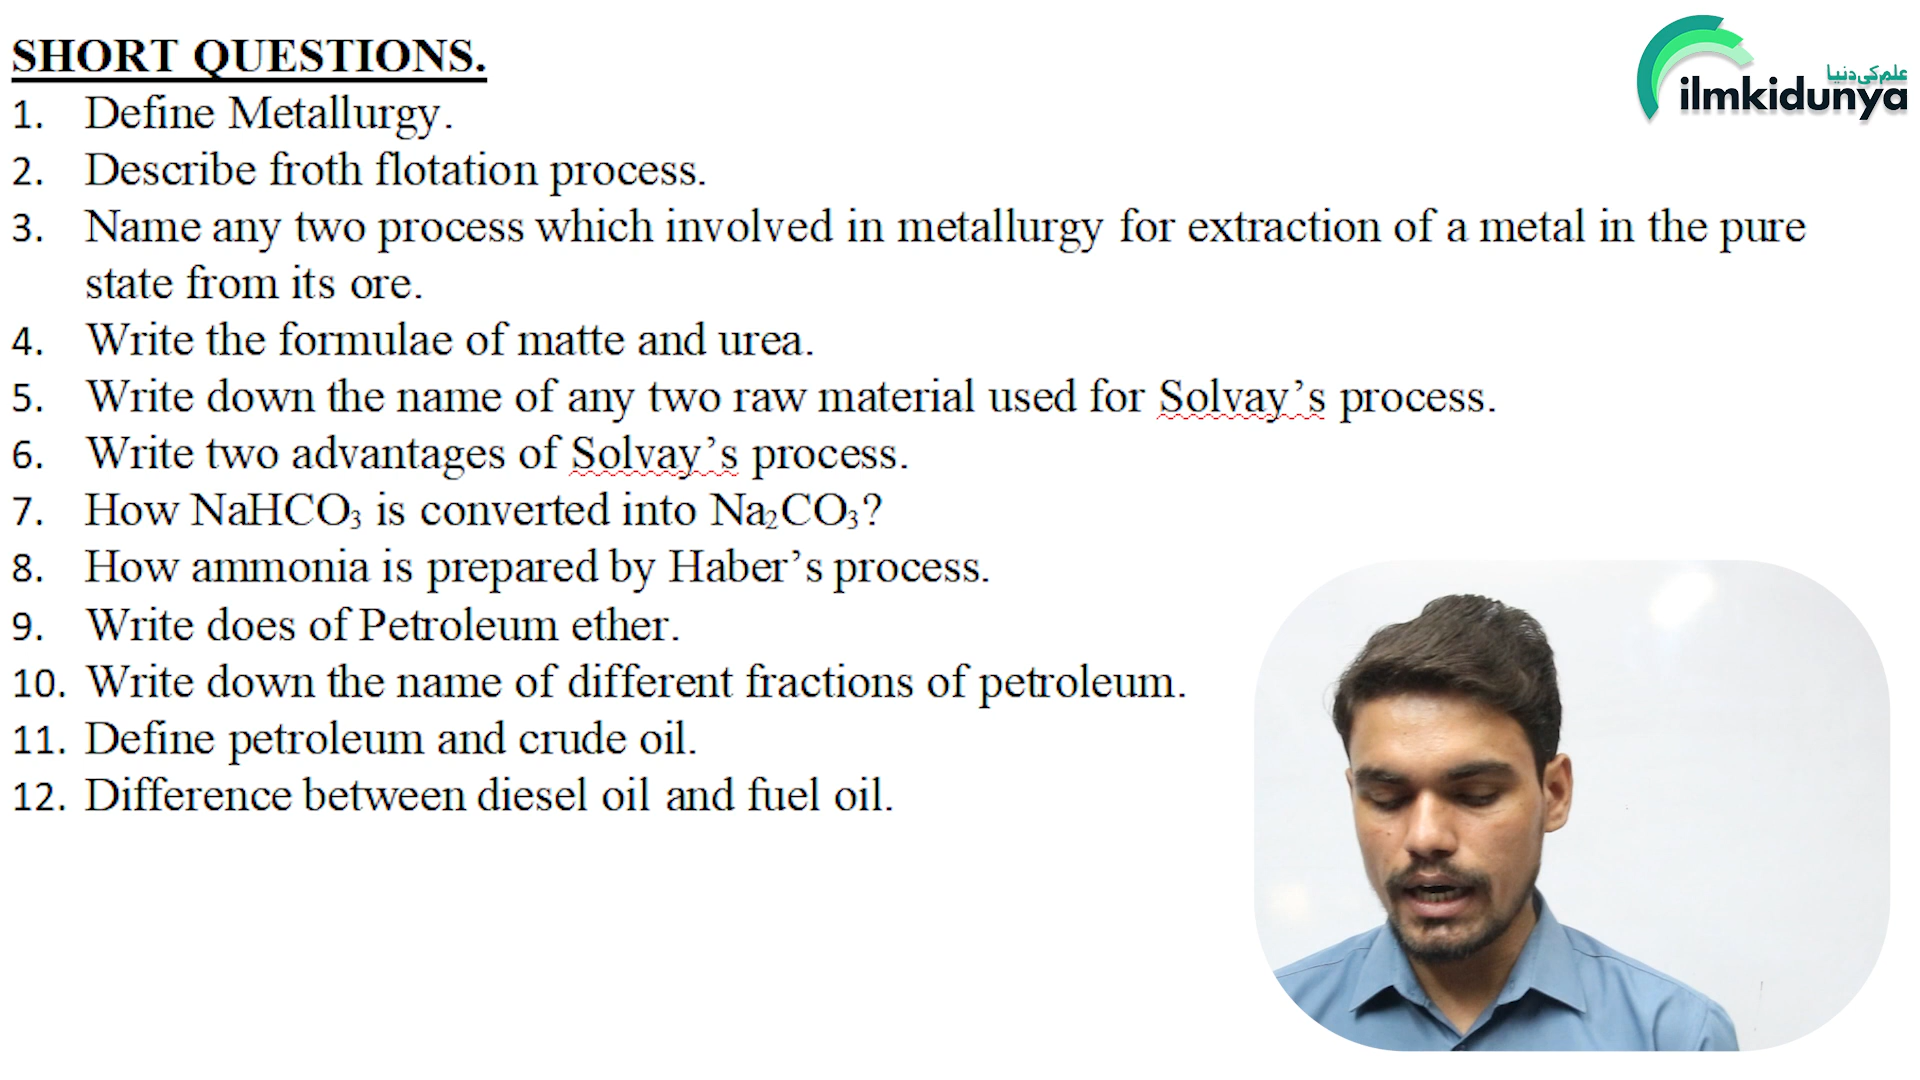 SHORT QUESTIONS.
علم کی دنیا
ilmkidunya
1. Define Metallurgy.
2. Describe froth flotation process.
3. Name any two process which involved in metallurgy for extraction of a metal in the pure
state from its ore.
4. Write the formulae of matte and urea.
5. Write down the name of any two raw material used for Solvay’s process.
6. Write two advantages of Solvay’s process.
7. How NaHCO₃ is converted into Na₂CO₃?
8. How ammonia is prepared by Haber’s process.
9. Write does of Petroleum ether.
10. Write down the name of different fractions of petroleum.
11. Define petroleum and crude oil.
12. Difference between diesel oil and fuel oil.